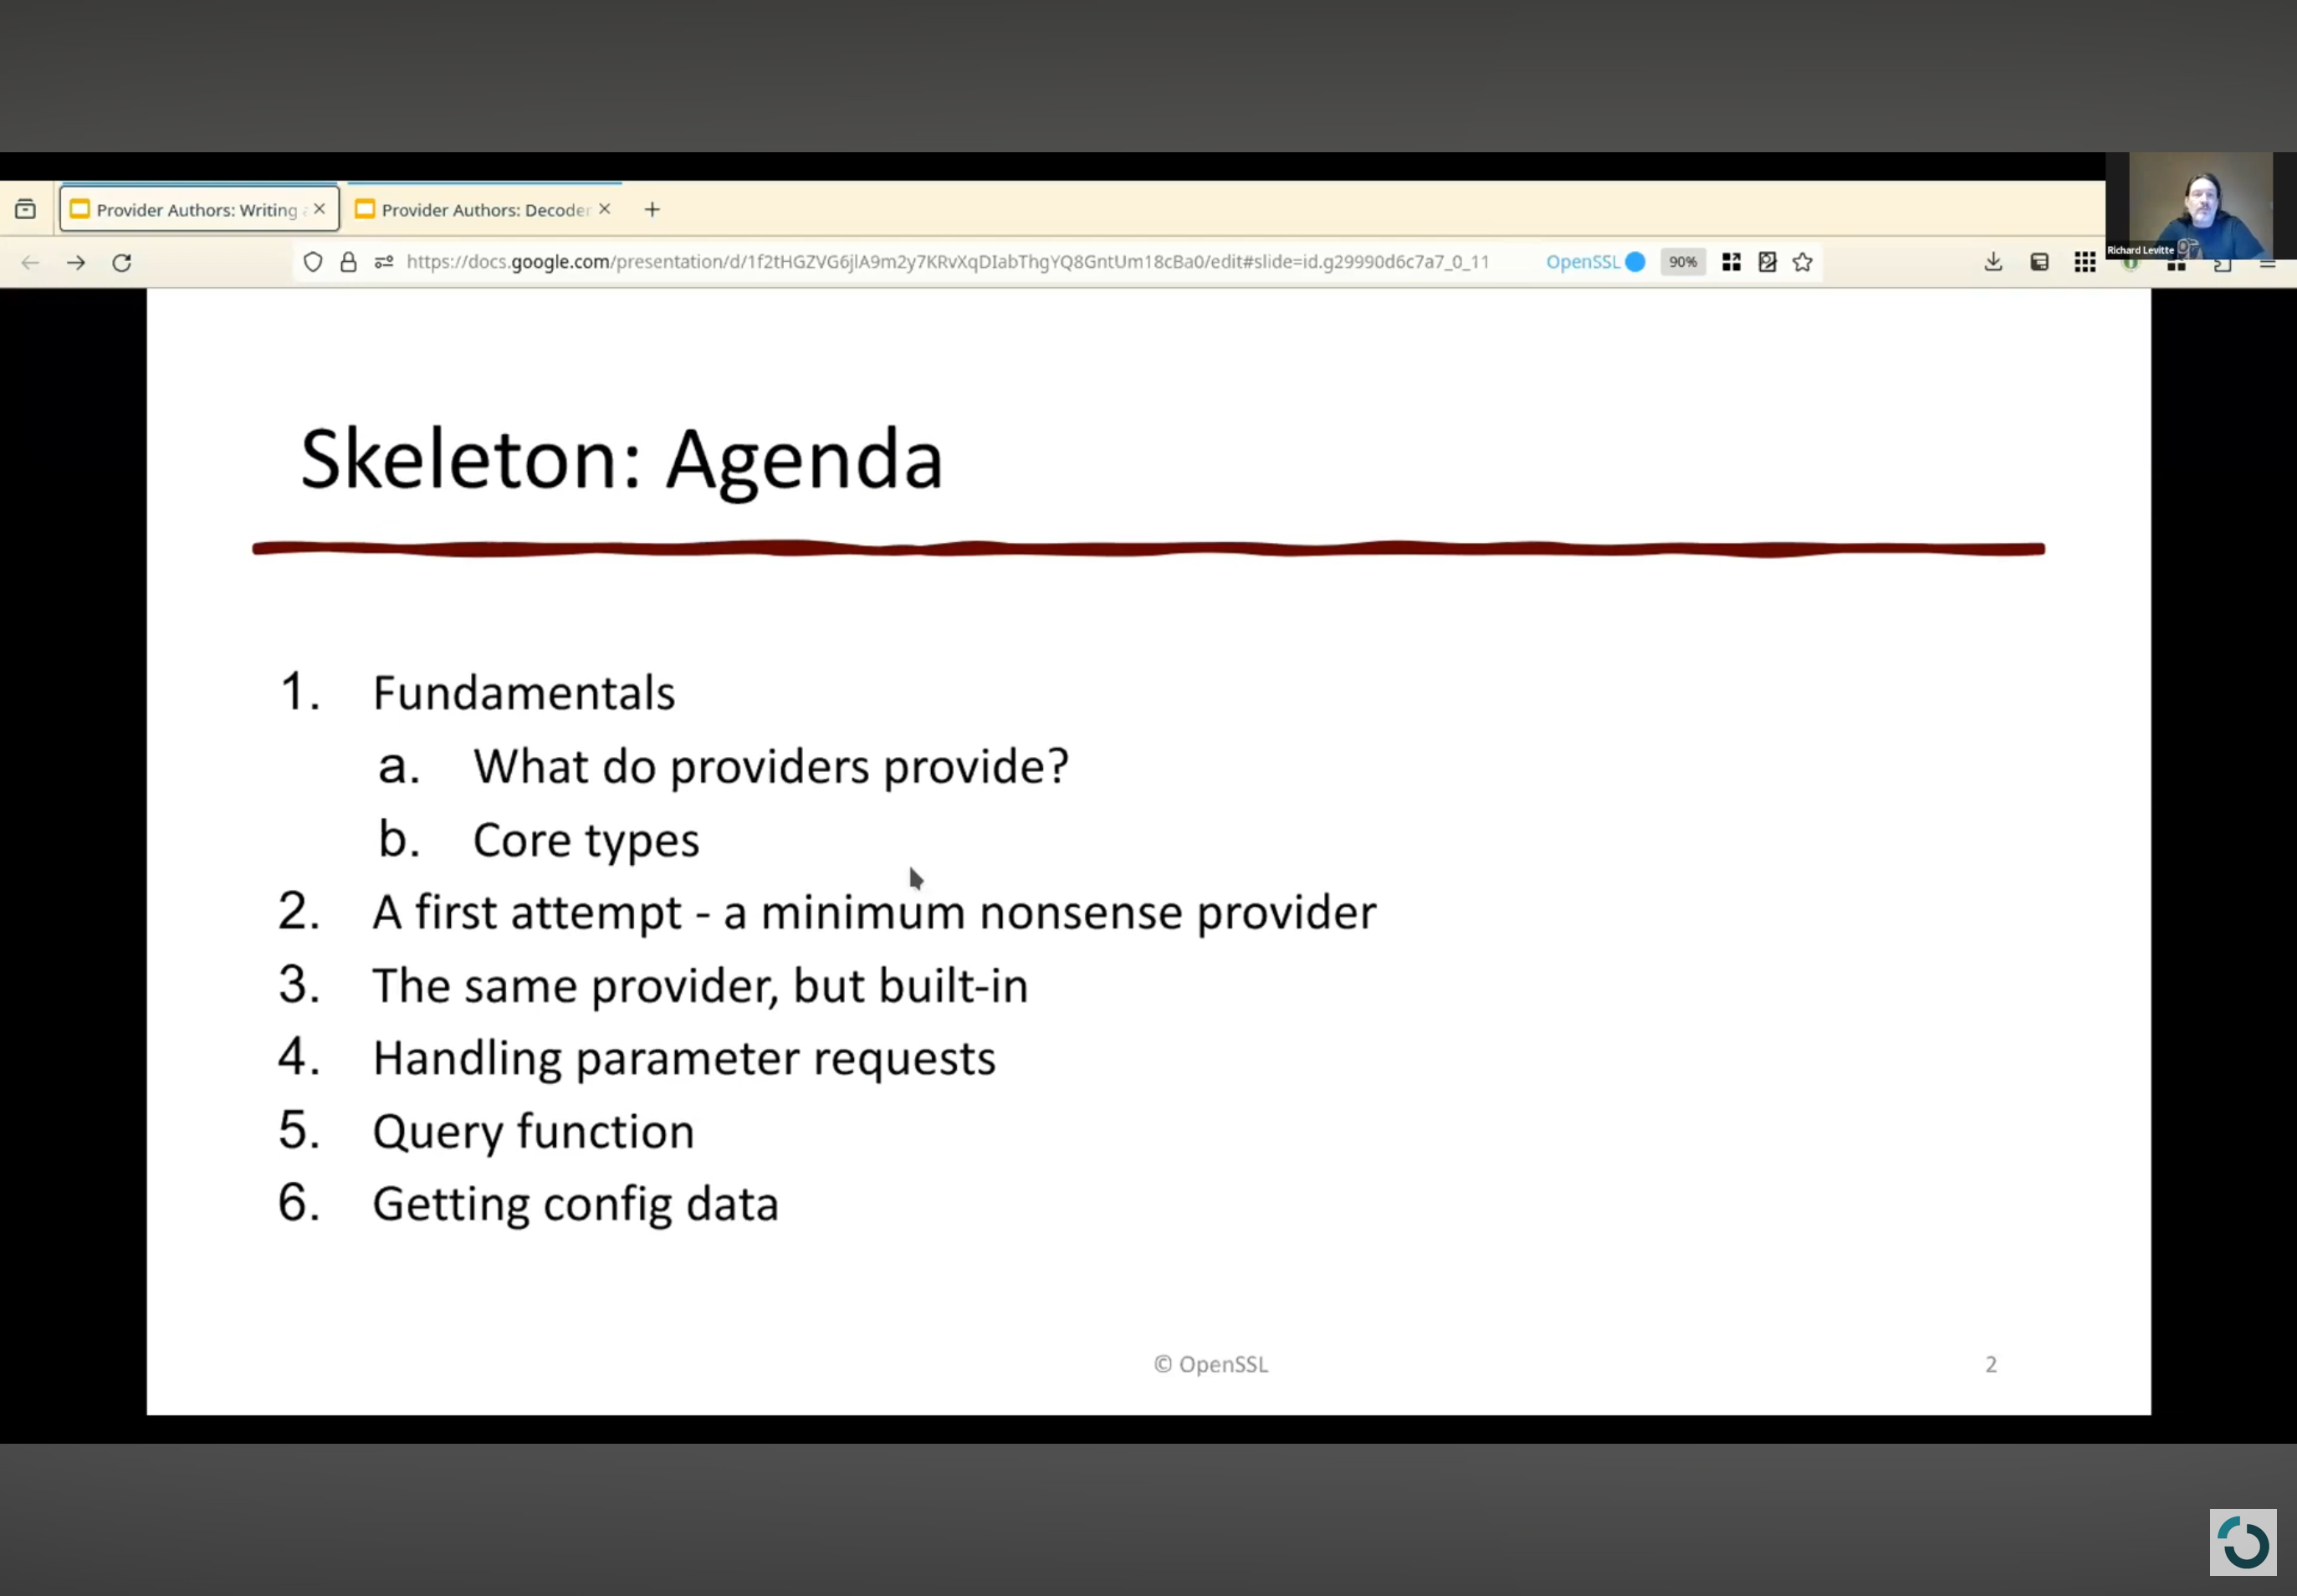 Provider Authors: Writing
Provider Authors: Decoder
https://docs.google.com/presentation/d/1f2tHGZVG6jlA9m2y7KRvXqDIabThgYQ8GntUm18cBa0/edit#slide=id.g29990d6c7a7_0_11
OpenSSL
90%
Richard Levitte
Skeleton: Agenda
1. Fundamentals
a. What do providers provide?
b. Core types
2. A first attempt - a minimum nonsense provider
3. The same provider, but built-in
4. Handling parameter requests
5. Query function
6. Getting config data
© OpenSSL
2